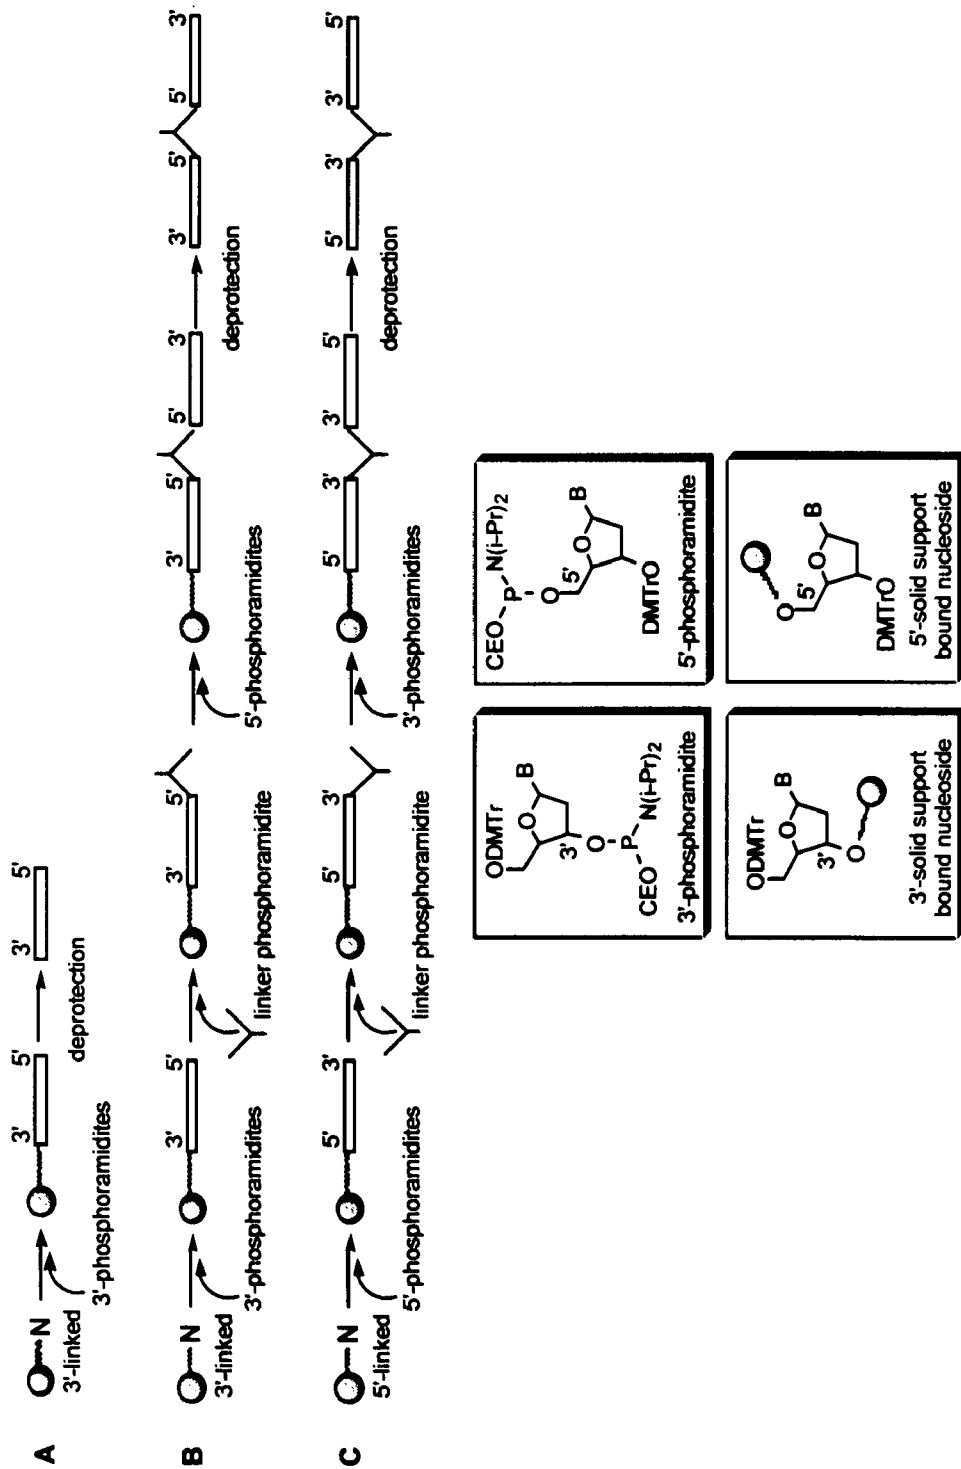 A
N
3'-linked
3'-phosphoramidites
3' 5'
deprotection
3' 5'
B
N
3'-linked
3'-phosphoramidites
3' 5'
linker phosphoramidite
3' 5'
5'-phosphoramidites
3' 5' 5' 3'
deprotection
3' 5' 5' 3'
C
N
5'-linked
5'-phosphoramidites
5' 3'
linker phosphoramidite
5' 3'
3'-phosphoramidites
5' 3' 3' 5'
deprotection
5' 3' 3' 5'
ODMTr
O
B
3'
O
P
CEO
N(i-Pr)2
3'-phosphoramidite
CEO
P
N(i-Pr)2
O
5'
O
B
DMTrO
5'-phosphoramidite
ODMTr
O
B
3'
O
3'-solid support
bound nucleoside
O
5'
O
B
DMTrO
5'-solid support
bound nucleoside